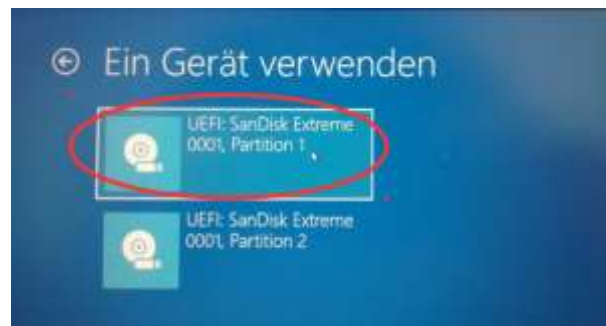 Ein Gerät verwenden
UEFI: SanDisk Extreme
0001, Partition 1
UEFI: SanDisk Extreme
0001, Partition 2